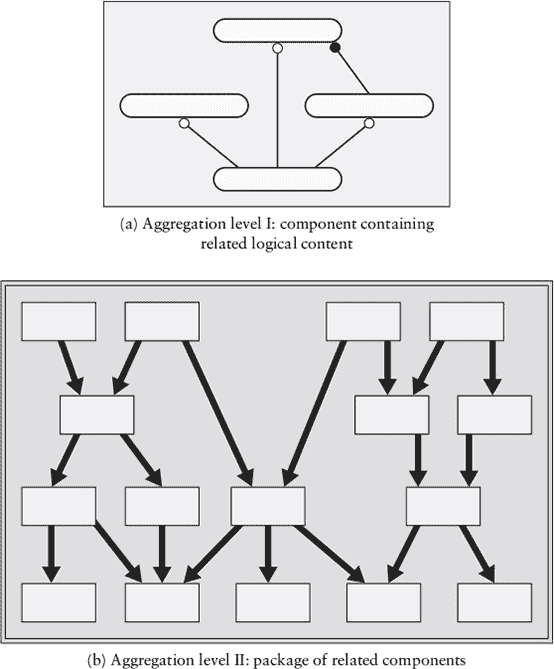 (a) Aggregation level I: component containing
related logical content
(b) Aggregation level II: package of related components